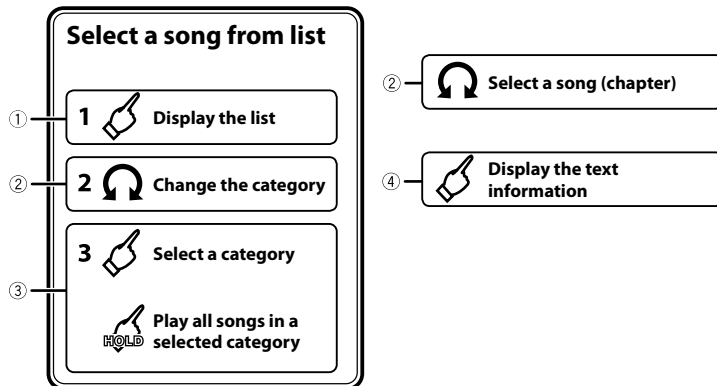 Select a song from list
① 1 Display the list
② 2 Change the category
③ 3 Select a category
HOLD Play all songs in a
selected category
② Select a song (chapter)
④ Display the text
information